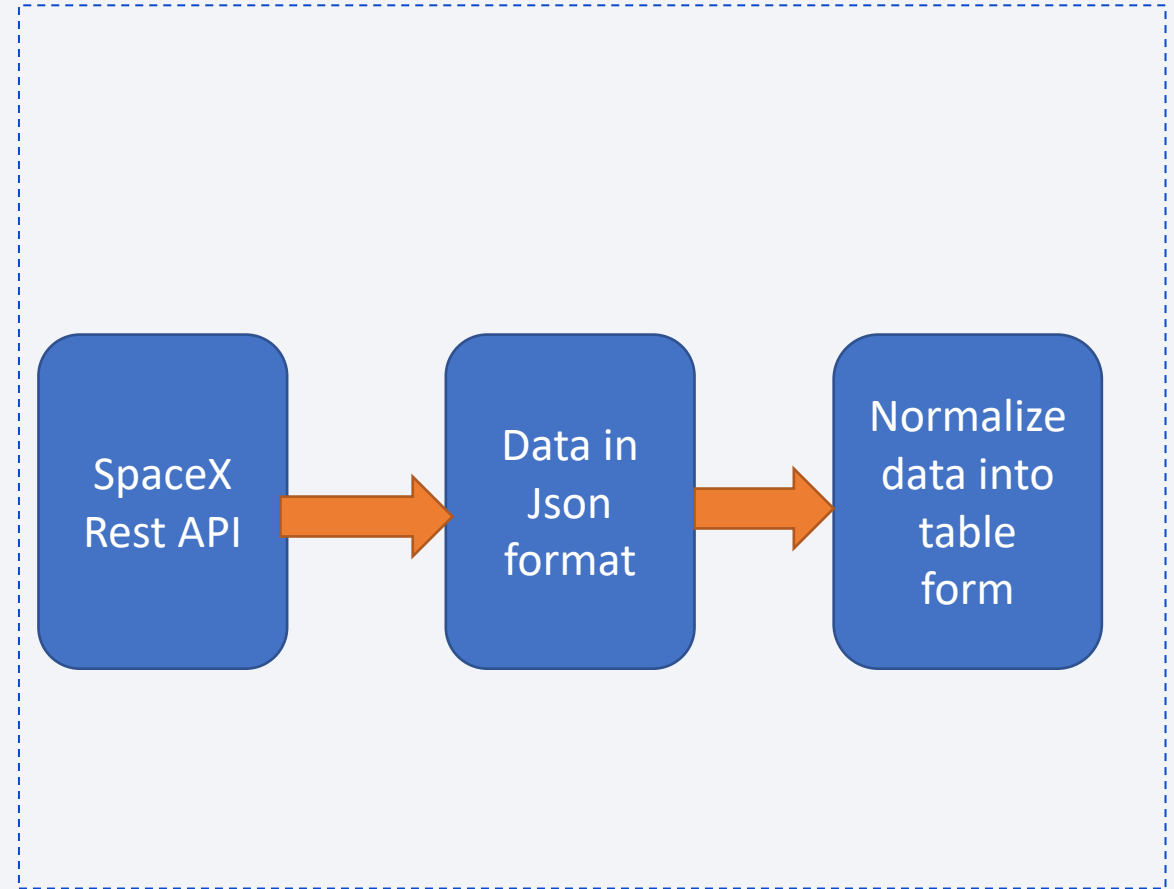 SpaceX
Rest API
Data in
Json
format
Normalize
data into
table
form